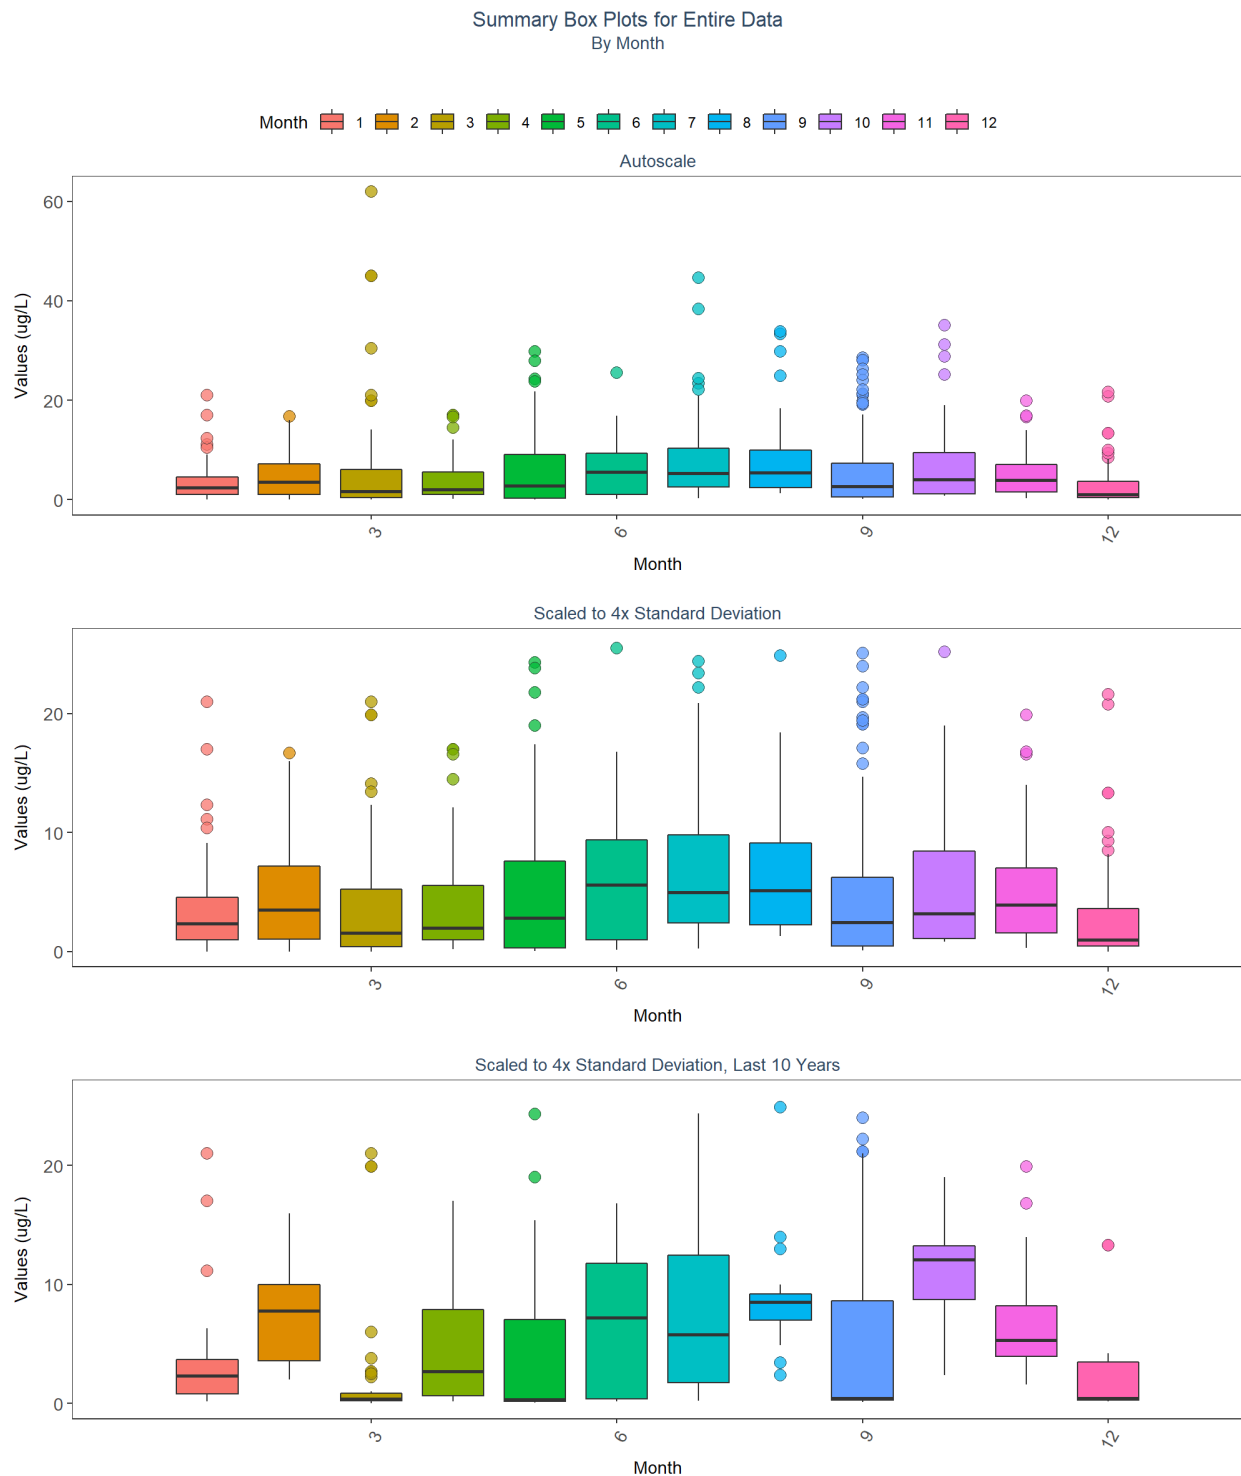 Summary Box Plots for Entire Data
By Month
Month 1 2 3 4 5 6 7 8 9 10 11 12
Autoscale
Values (ug/L)
60
40
20
0
3 6 9 12
Month
Scaled to 4x Standard Deviation
Values (ug/L)
20
10
0
3 6 9 12
Month
Scaled to 4x Standard Deviation, Last 10 Years
Values (ug/L)
20
10
0
3 6 9 12
Month